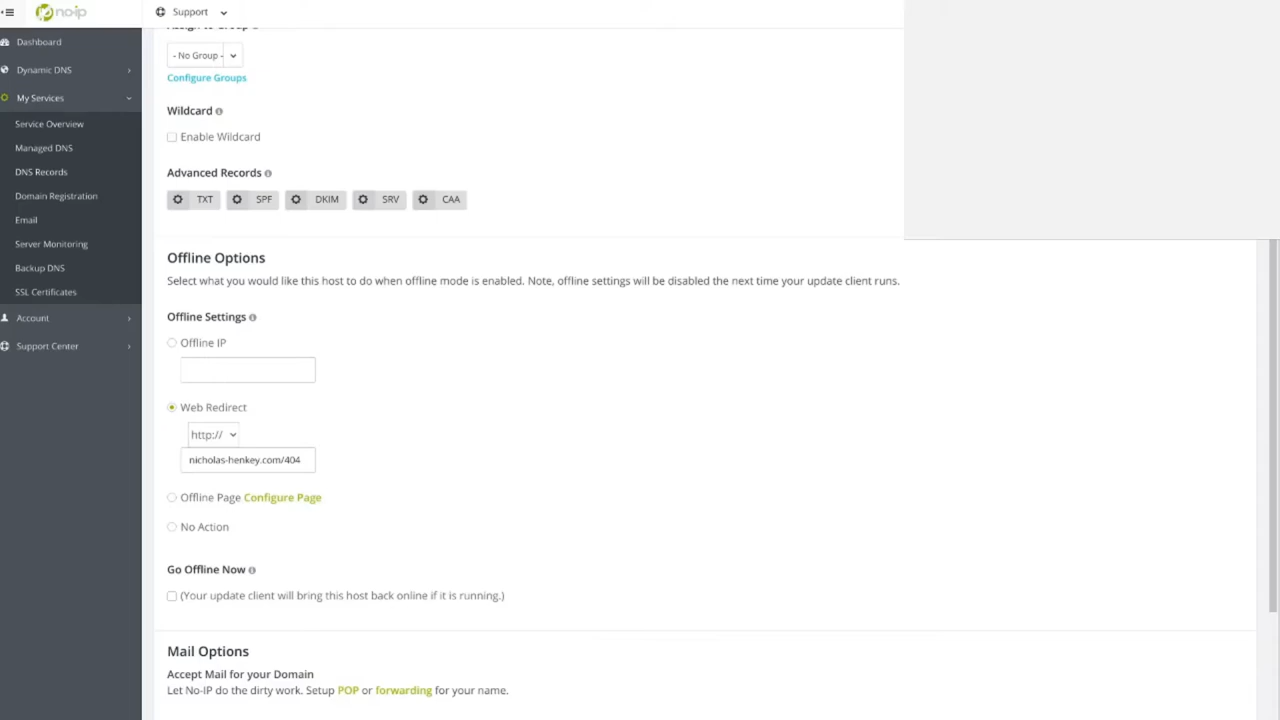 no-ip
Support
Dashboard
Dynamic DNS
My Services
Service Overview
Managed DNS
DNS Records
Domain Registration
Email
Server Monitoring
Backup DNS
SSL Certificates
Account
Support Center
Assign to Group
- No Group -
Configure Groups
Wildcard
Enable Wildcard
Advanced Records
TXT SPF DKIM SRV CAA
Offline Options
Select what you would like this host to do when offline mode is enabled. Note, offline settings will be disabled the next time your update client runs.
Offline Settings
Offline IP
Web Redirect
http://
nicholas-henkey.com/404
Offline Page Configure Page
No Action
Go Offline Now
(Your update client will bring this host back online if it is running.)
Mail Options
Accept Mail for your Domain
Let No-IP do the dirty work. Setup POP or forwarding for your name.